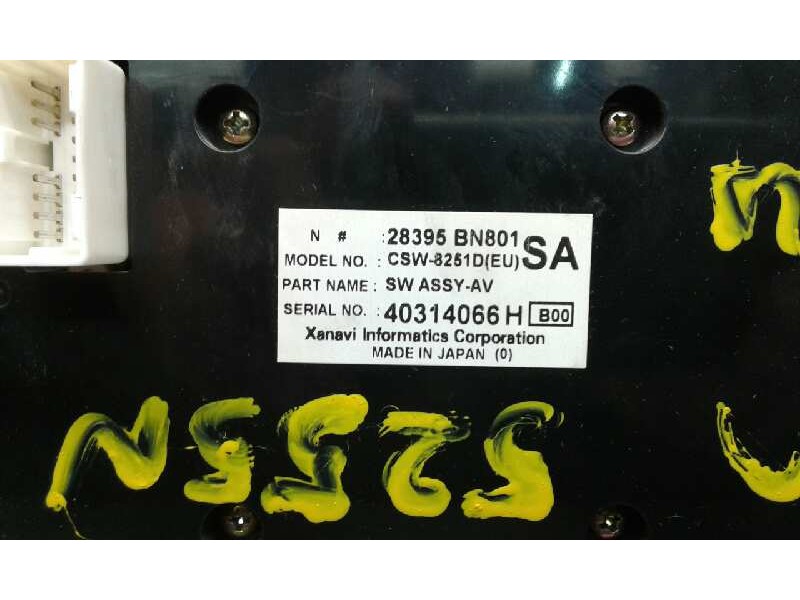 N # : 28395 BN801 SA
MODEL NO. : CSW-8251D(EU)
PART NAME : SW ASSY-AV
SERIAL NO. : 40314066 H B00
Xanavi Informatics Corporation
MADE IN JAPAN (0)
N5525